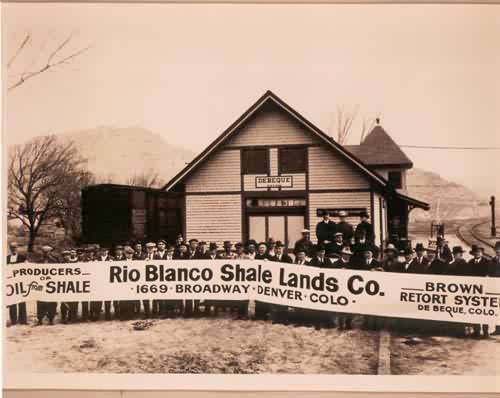 DEBEQUE
PRODUCERS
OF
OIL from SHALE
Rio Blanco Shale Lands Co.
· 1669 · BROADWAY · DENVER · COLO ·
BROWN
RETORT SYSTEM
DE BEQUE, COLO.